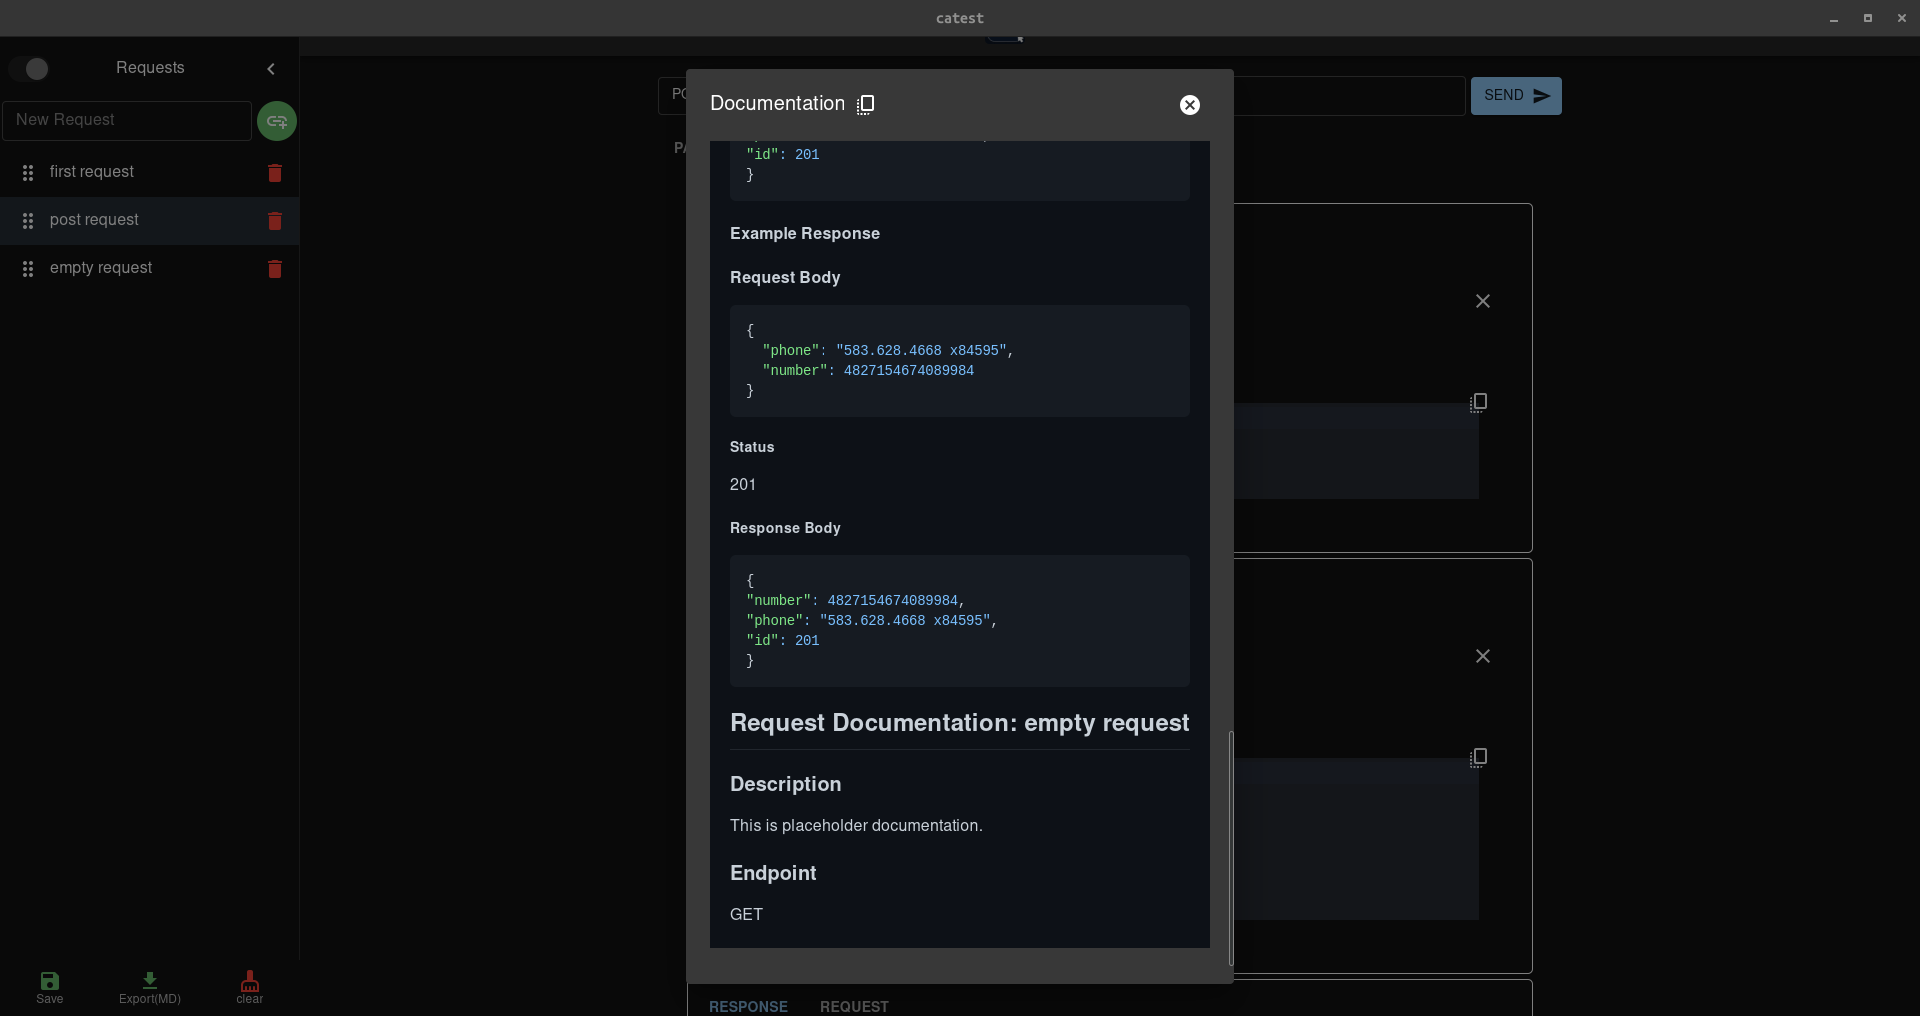 catest
Requests
New Request
first request
post request
empty request
Save
Export(MD)
clear
SEND
Documentation
"id": 201
}
Example Response
Request Body
{
"phone": "583.628.4668 x84595",
"number": 4827154674089984
}
Status
201
Response Body
{
"number": 4827154674089984,
"phone": "583.628.4668 x84595",
"id": 201
}
Request Documentation: empty request
Description
This is placeholder documentation.
Endpoint
GET
RESPONSE REQUEST